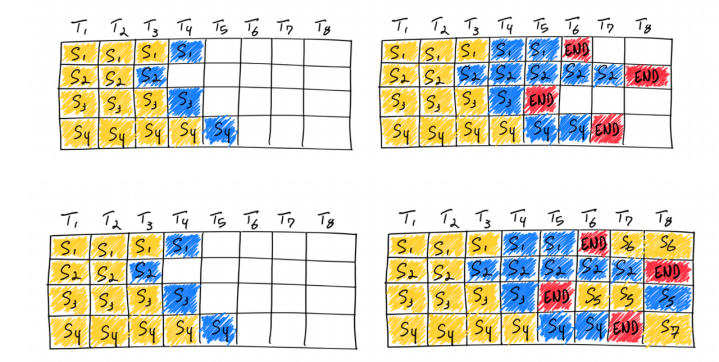 T₁ T₂ T₃ T₄ T₅ T₆ T₇ T₈
S₁ S₁ S₁ S₁
S₂ S₂ S₂
S₃ S₃ S₃ S₃
S₄ S₄ S₄ S₄ S₄
T₁ T₂ T₃ T₄ T₅ T₆ T₇ T₈
S₁ S₁ S₁ S₁ S₁ END
S₂ S₂ S₂ S₂ S₂ S₂ S₂ END
S₃ S₃ S₃ S₃ END
S₄ S₄ S₄ S₄ S₄ S₄ END
T₁ T₂ T₃ T₄ T₅ T₆ T₇ T₈
S₁ S₁ S₁ S₁
S₂ S₂ S₂
S₃ S₃ S₃ S₃
S₄ S₄ S₄ S₄ S₄
T₁ T₂ T₃ T₄ T₅ T₆ T₇ T₈
S₁ S₁ S₁ S₁ S₁ END S₆ S₆
S₂ S₂ S₂ S₂ S₂ S₂ S₂ END
S₃ S₃ S₃ S₃ END S₅ S₅ S₅
S₄ S₄ S₄ S₄ S₄ S₄ END S₇